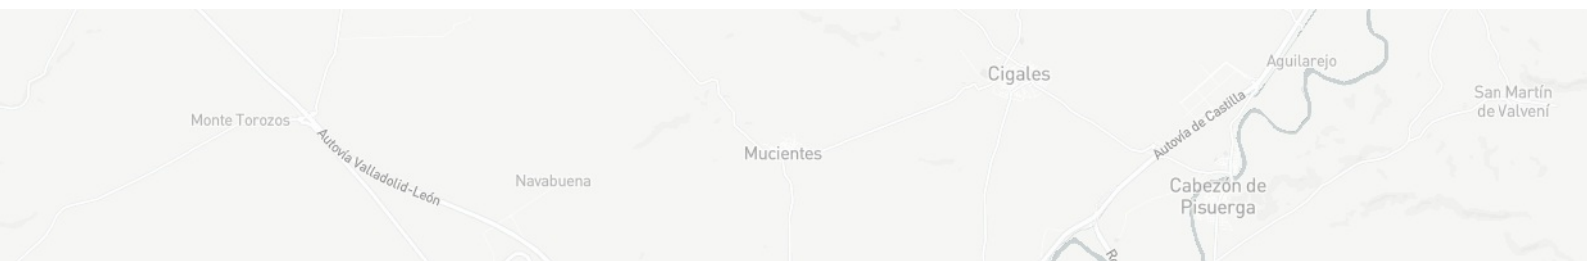 Cigales
Aguilarejo
San Martín
de Valvení
Monte Torozos
Autovía de Castilla
Mucientes
Autovía Valladolid-León
Navabuena
Cabezón de
Pisuerga